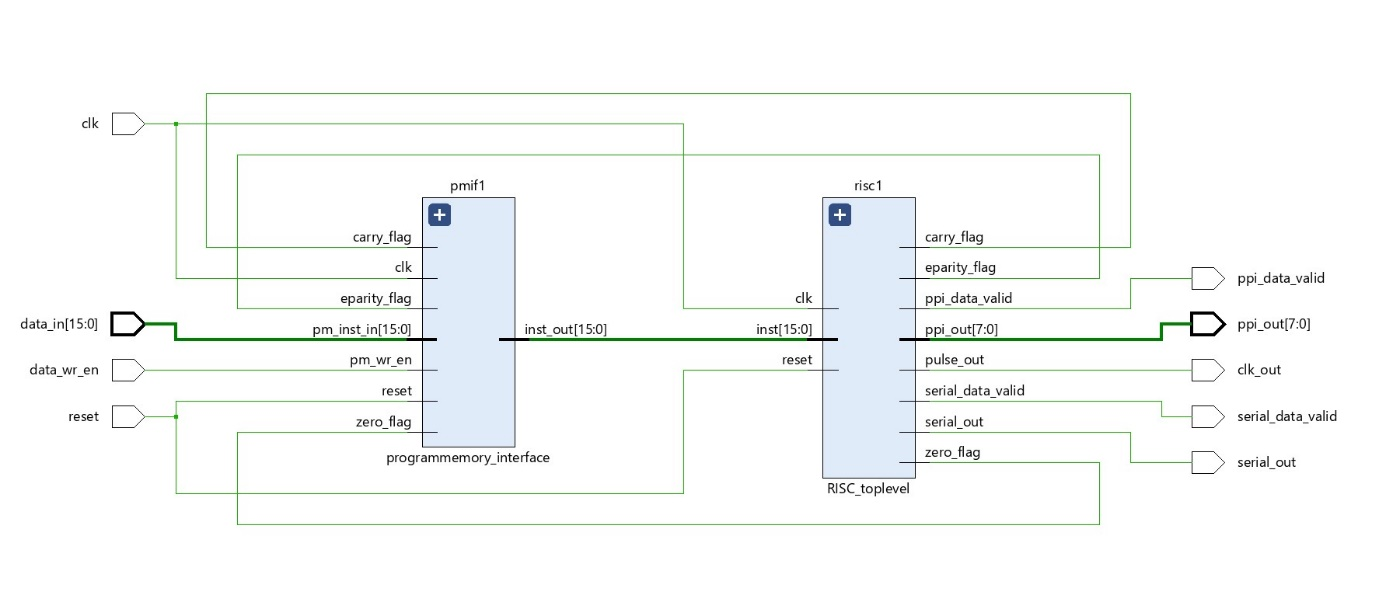 clk
data_in[15:0]
data_wr_en
reset
pmif1
carry_flag
clk
eparity_flag
pm_inst_in[15:0]
pm_wr_en
reset
zero_flag
inst_out[15:0]
programmemory_interface
risc1
clk
inst[15:0]
reset
carry_flag
eparity_flag
ppi_data_valid
ppi_out[7:0]
pulse_out
serial_data_valid
serial_out
zero_flag
RISC_toplevel
ppi_data_valid
ppi_out[7:0]
clk_out
serial_data_valid
serial_out